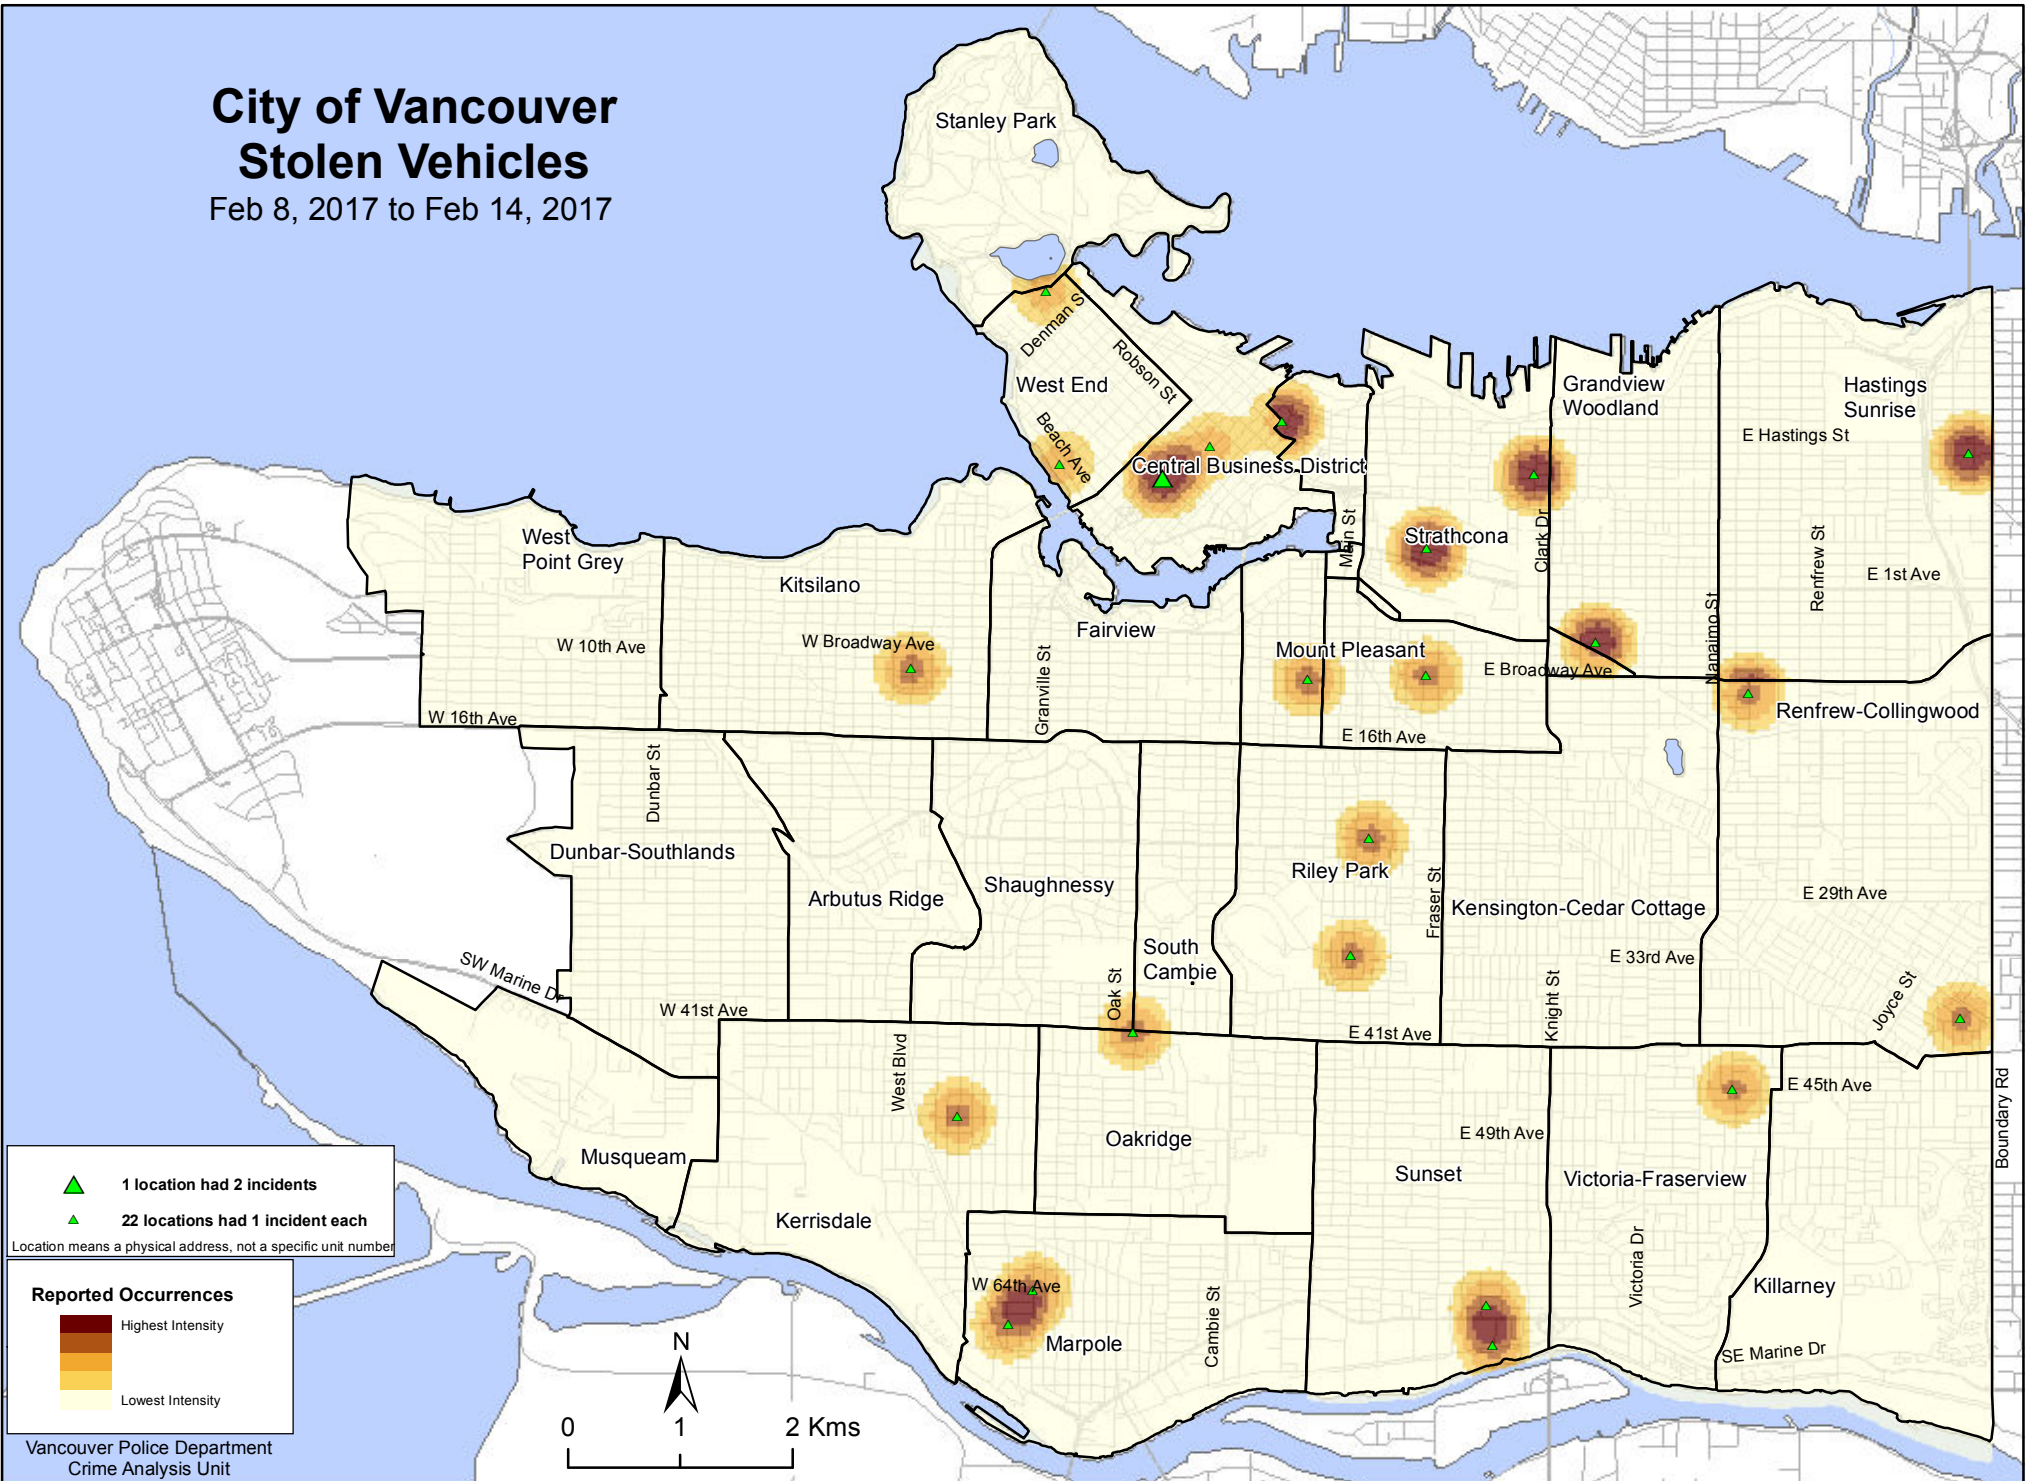 City of Vancouver
Stolen Vehicles
Feb 8, 2017 to Feb 14, 2017
Stanley Park
Denman S
Robson St
West End
Beach Ave
Central Business District
Grandview
Woodland
Hastings
Sunrise
E Hastings St
West
Point Grey
Kitsilano
Main St
Strathcona
Clark Dr
Renfrew St
E 1st Ave
Fairview
W 10th Ave
W Broadway Ave
Granville St
Mount Pleasant
E Broadway Ave
Nanaimo St
W 16th Ave
E 16th Ave
Renfrew-Collingwood
Dunbar St
Dunbar-Southlands
Arbutus Ridge
Shaughnessy
Riley Park
Fraser St
Kensington-Cedar Cottage
E 29th Ave
South
Cambie
E 33rd Ave
SW Marine Dr
W 41st Ave
Oak St
E 41st Ave
Knight St
Joyce St
West Blvd
E 45th Ave
Boundary Rd
Oakridge
E 49th Ave
Musqueam
Sunset
Victoria-Fraserview
Kerrisdale
Victoria Dr
W 64th Ave
Marpole
Cambie St
Killarney
SE Marine Dr
1 location had 2 incidents
22 locations had 1 incident each
Location means a physical address, not a specific unit number
Reported Occurrences
Highest Intensity
Lowest Intensity
N
0 1 2 Kms
Vancouver Police Department
Crime Analysis Unit